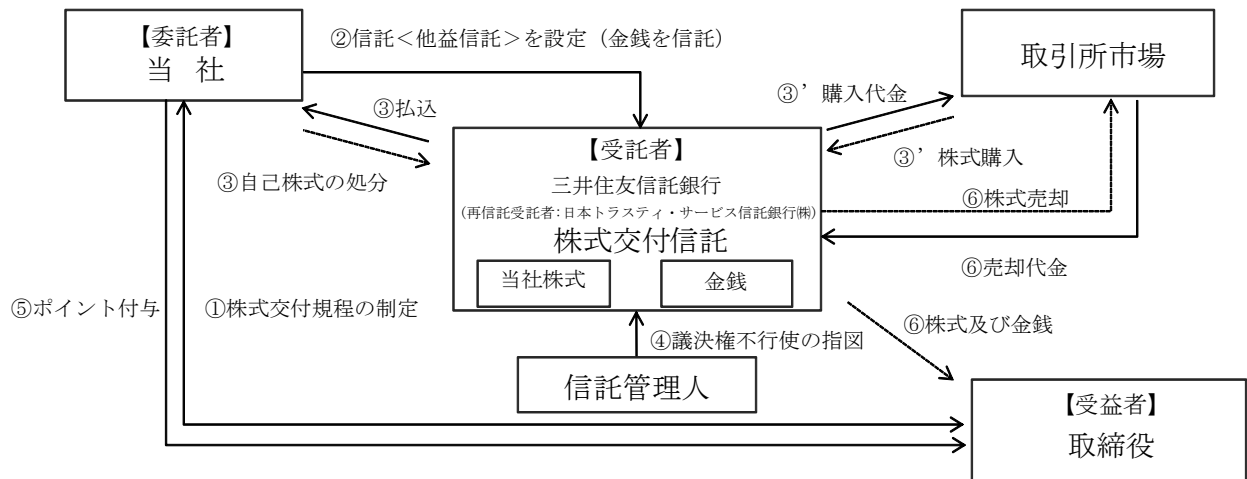 【委託者】
当 社
②信託＜他益信託＞を設定（金銭を信託）
取引所市場
③払込
③自己株式の処分
③’購入代金
③’株式購入
【受託者】
三井住友信託銀行
(再信託受託者:日本トラスティ・サービス信託銀行㈱)
株式交付信託
当社株式
金銭
⑥株式売却
⑥売却代金
⑤ポイント付与
①株式交付規程の制定
④議決権不行使の指図
⑥株式及び金銭
信託管理人
【受益者】
取締役